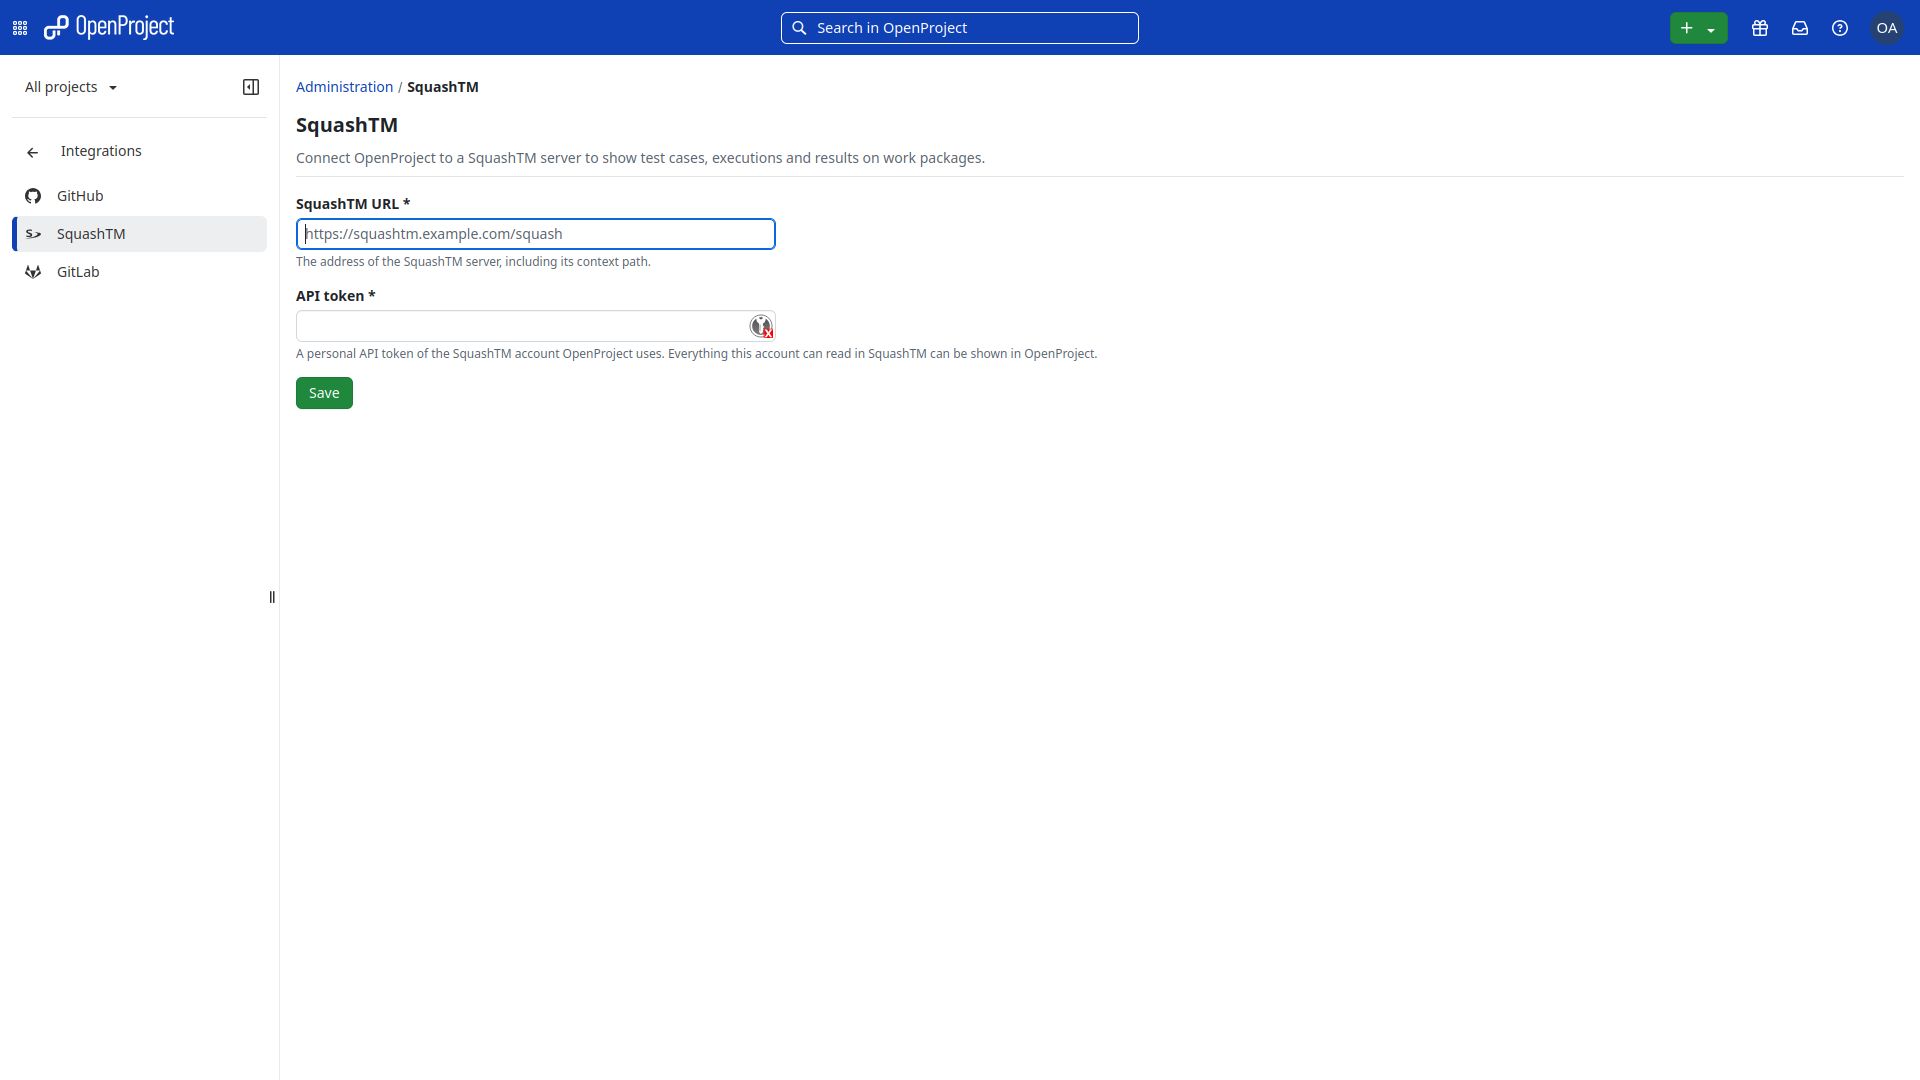 OpenProject
Search in OpenProject
OA
All projects
Integrations
GitHub
SquashTM
GitLab
Administration / SquashTM
SquashTM
Connect OpenProject to a SquashTM server to show test cases, executions and results on work packages.
SquashTM URL *
https://squashtm.example.com/squash
The address of the SquashTM server, including its context path.
API token *
A personal API token of the SquashTM account OpenProject uses. Everything this account can read in SquashTM can be shown in OpenProject.
Save